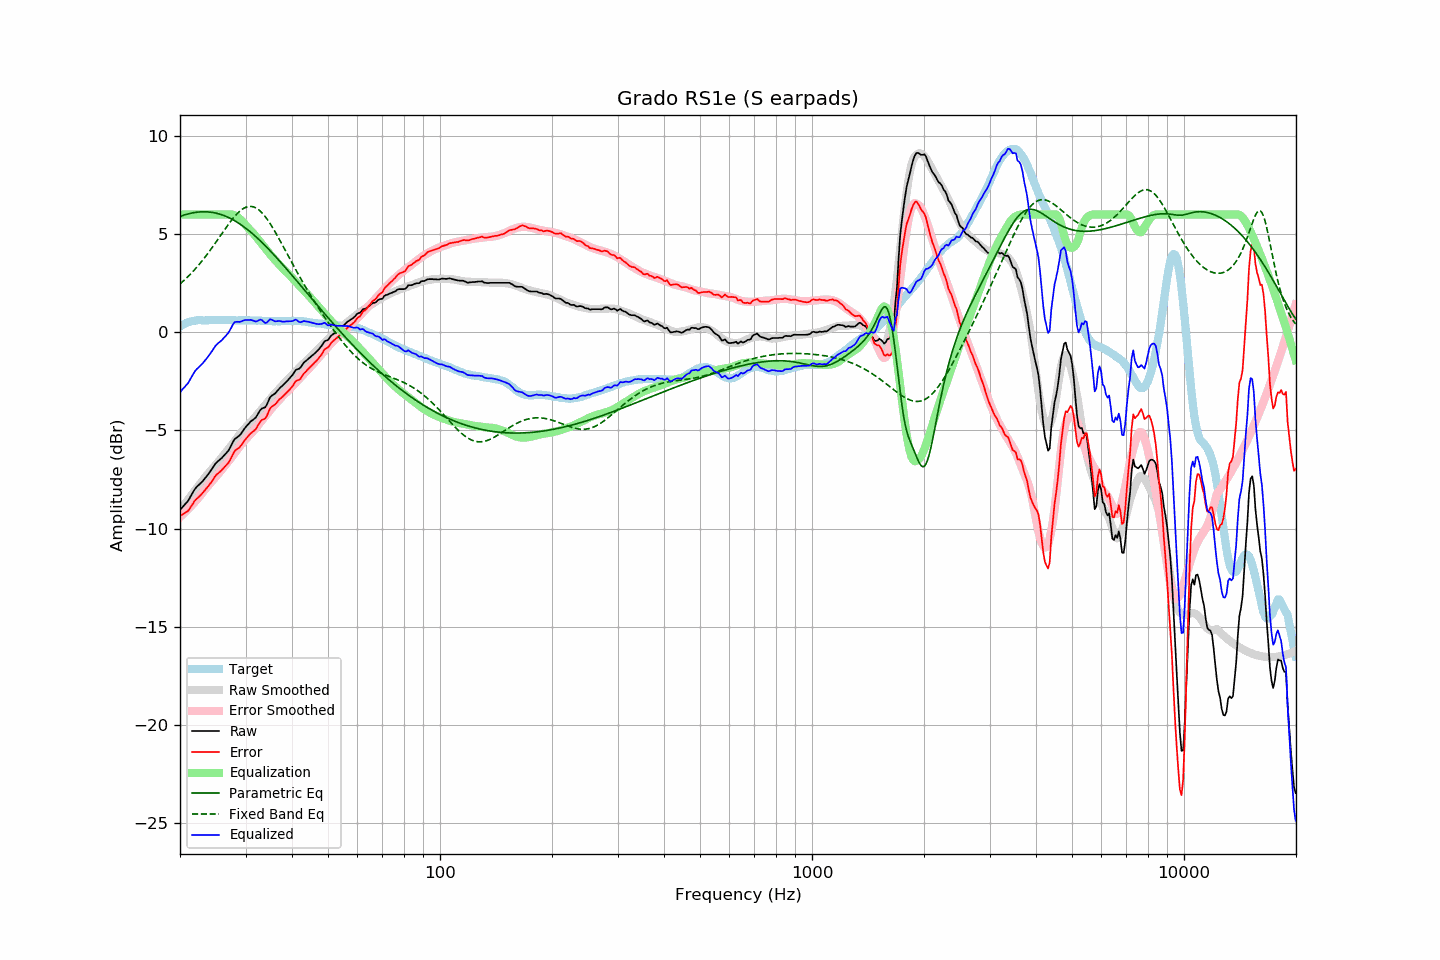 Grado RS1e (S earpads)
10
5
0
−5
−10
−15
−20
−25
Amplitude (dBr)
Target
Raw Smoothed
Error Smoothed
Raw
Error
Equalization
Parametric Eq
Fixed Band Eq
Equalized
100
1000
10000
Frequency (Hz)